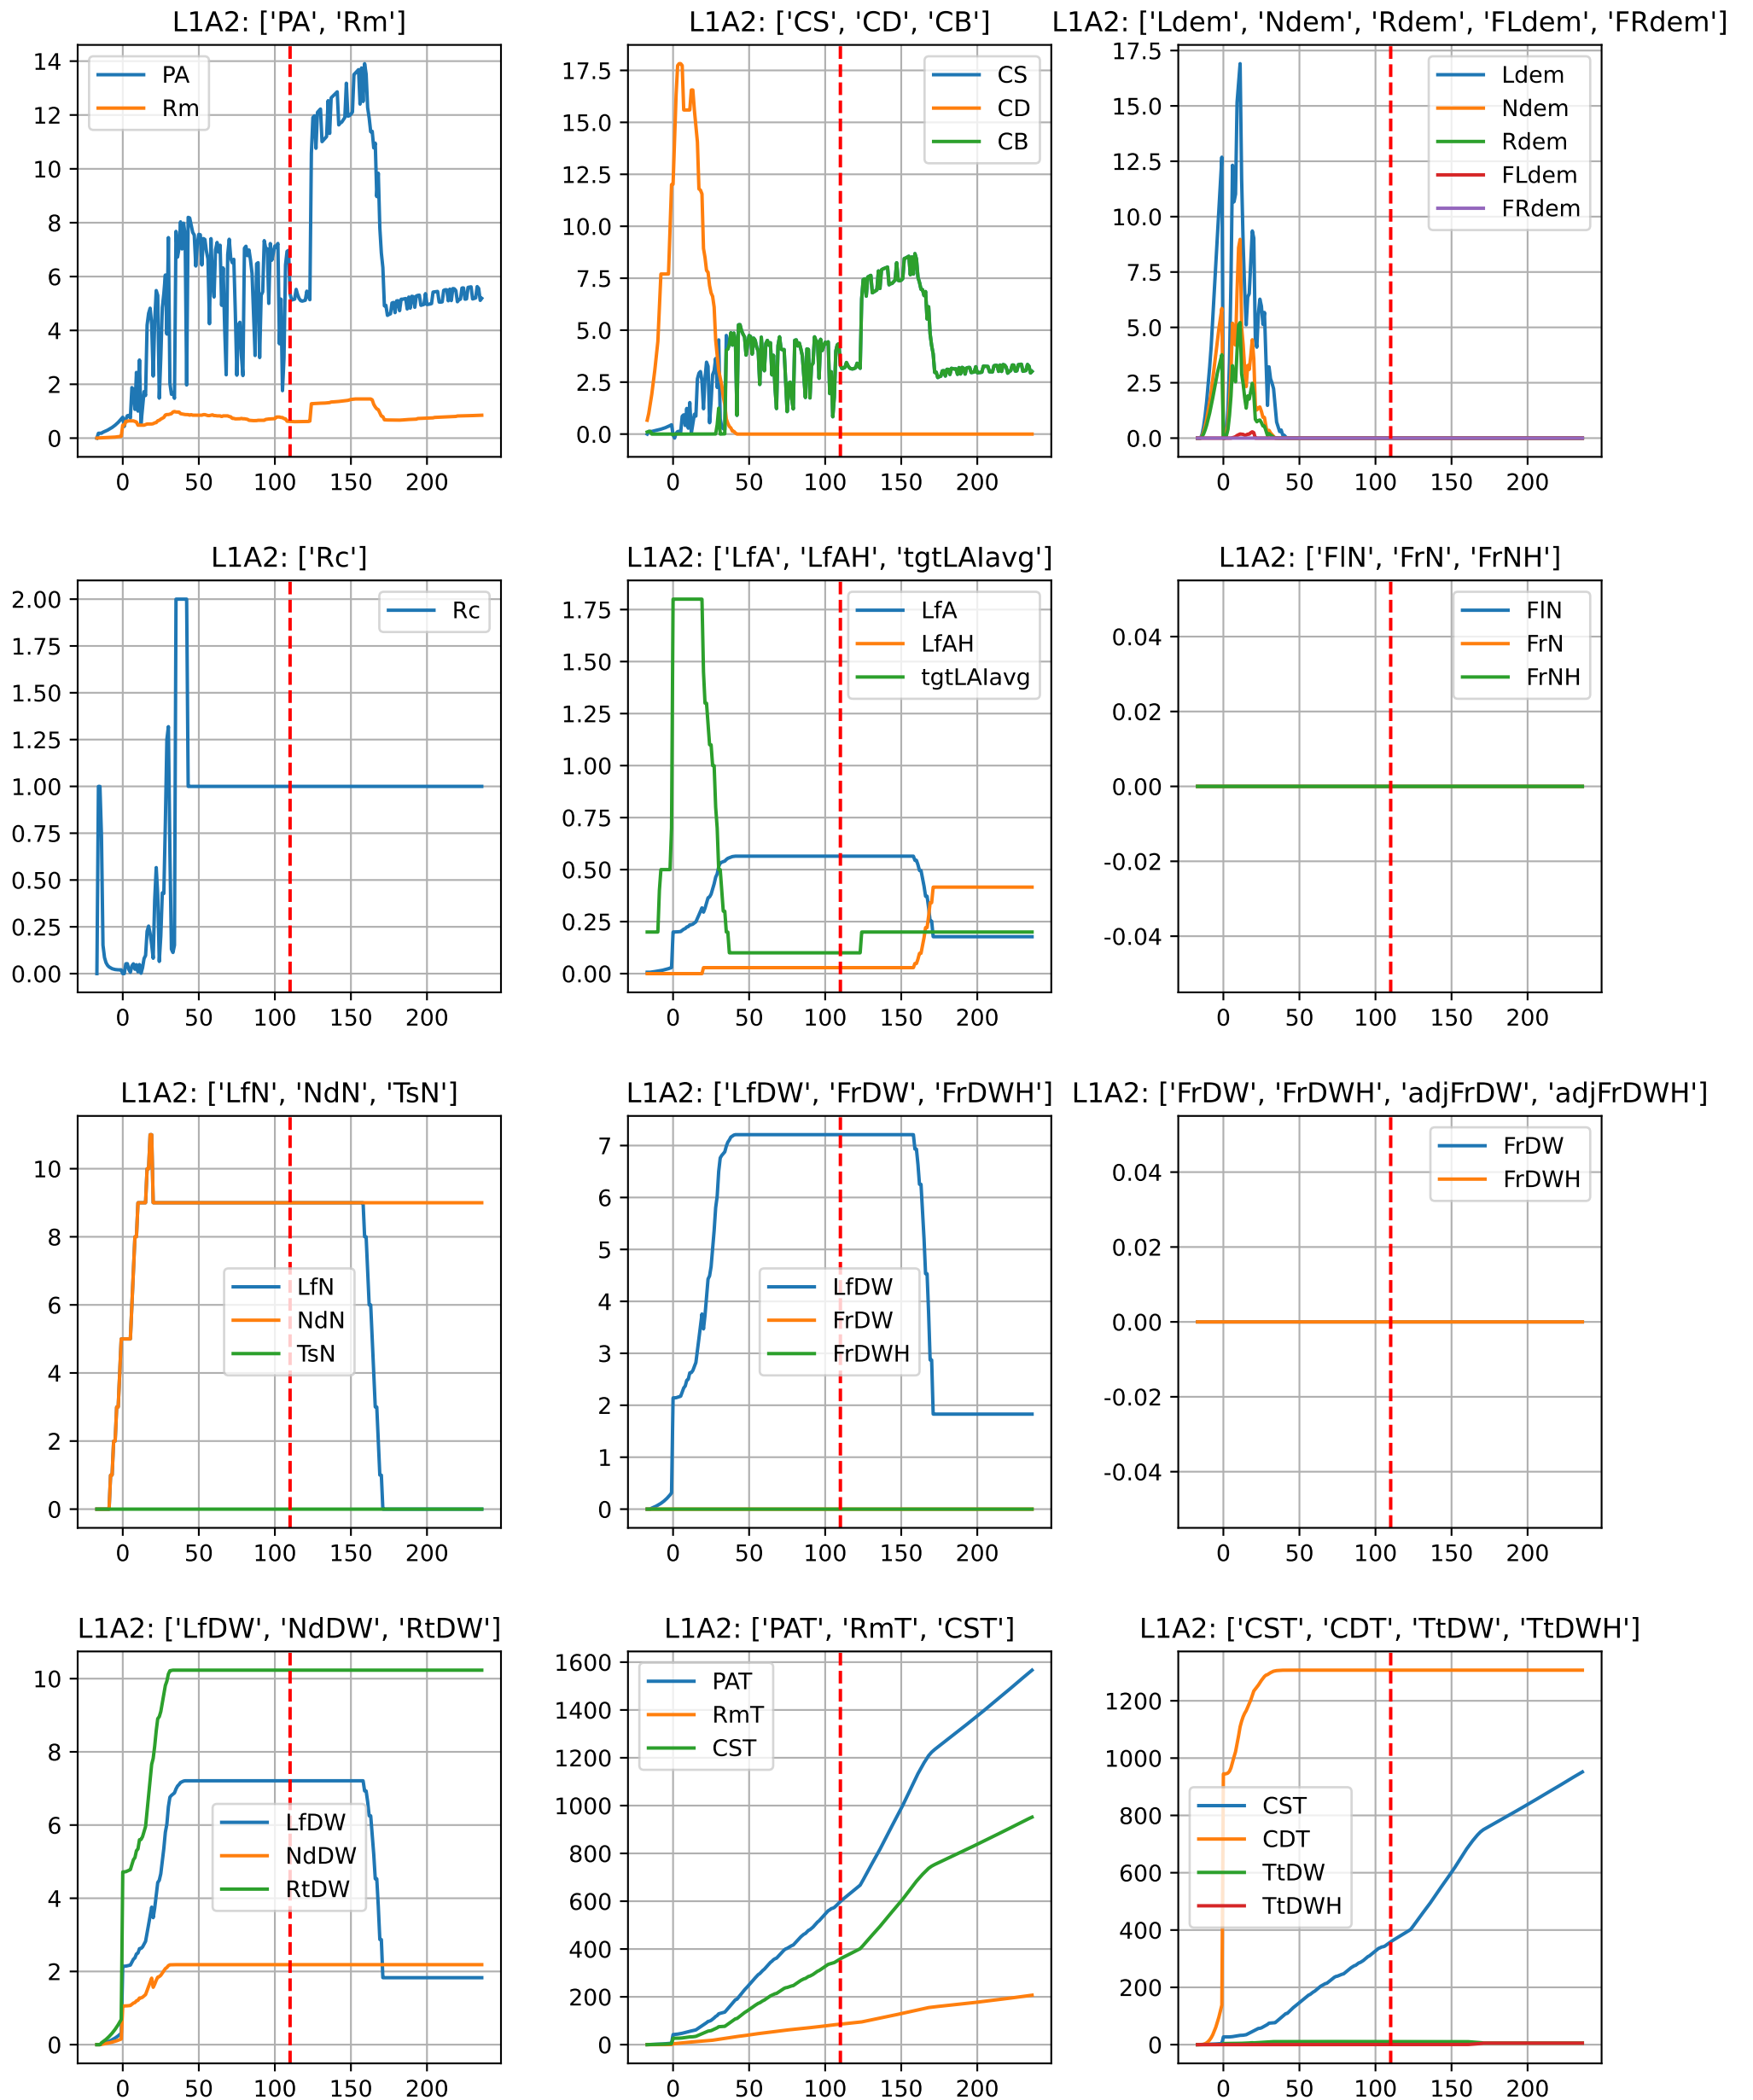 L1A2: ['PA', 'Rm']
14
12
10
8
6
4
2
0
0 50 100 150 200
PA
Rm
L1A2: ['CS', 'CD', 'CB']
17.5
15.0
12.5
10.0
7.5
5.0
2.5
0.0
0 50 100 150 200
CS
CD
CB
L1A2: ['Ldem', 'Ndem', 'Rdem', 'FLdem', 'FRdem']
17.5
15.0
12.5
10.0
7.5
5.0
2.5
0.0
0 50 100 150 200
Ldem
Ndem
Rdem
FLdem
FRdem
L1A2: ['Rc']
2.00
1.75
1.50
1.25
1.00
0.75
0.50
0.25
0.00
0 50 100 150 200
Rc
L1A2: ['LfA', 'LfAH', 'tgtLAIavg']
1.75
1.50
1.25
1.00
0.75
0.50
0.25
0.00
0 50 100 150 200
LfA
LfAH
tgtLAIavg
L1A2: ['FlN', 'FrN', 'FrNH']
0.04
0.02
0.00
-0.02
-0.04
0 50 100 150 200
FlN
FrN
FrNH
L1A2: ['LfN', 'NdN', 'TsN']
10
8
6
4
2
0
0 50 100 150 200
LfN
NdN
TsN
L1A2: ['LfDW', 'FrDW', 'FrDWH']
7
6
5
4
3
2
1
0
0 50 100 150 200
LfDW
FrDW
FrDWH
L1A2: ['FrDW', 'FrDWH', 'adjFrDW', 'adjFrDWH']
0.04
0.02
0.00
-0.02
-0.04
0 50 100 150 200
FrDW
FrDWH
L1A2: ['LfDW', 'NdDW', 'RtDW']
10
8
6
4
2
0
0 50 100 150 200
LfDW
NdDW
RtDW
L1A2: ['PAT', 'RmT', 'CST']
1600
1400
1200
1000
800
600
400
200
0
0 50 100 150 200
PAT
RmT
CST
L1A2: ['CST', 'CDT', 'TtDW', 'TtDWH']
1200
1000
800
600
400
200
0
0 50 100 150 200
CST
CDT
TtDW
TtDWH